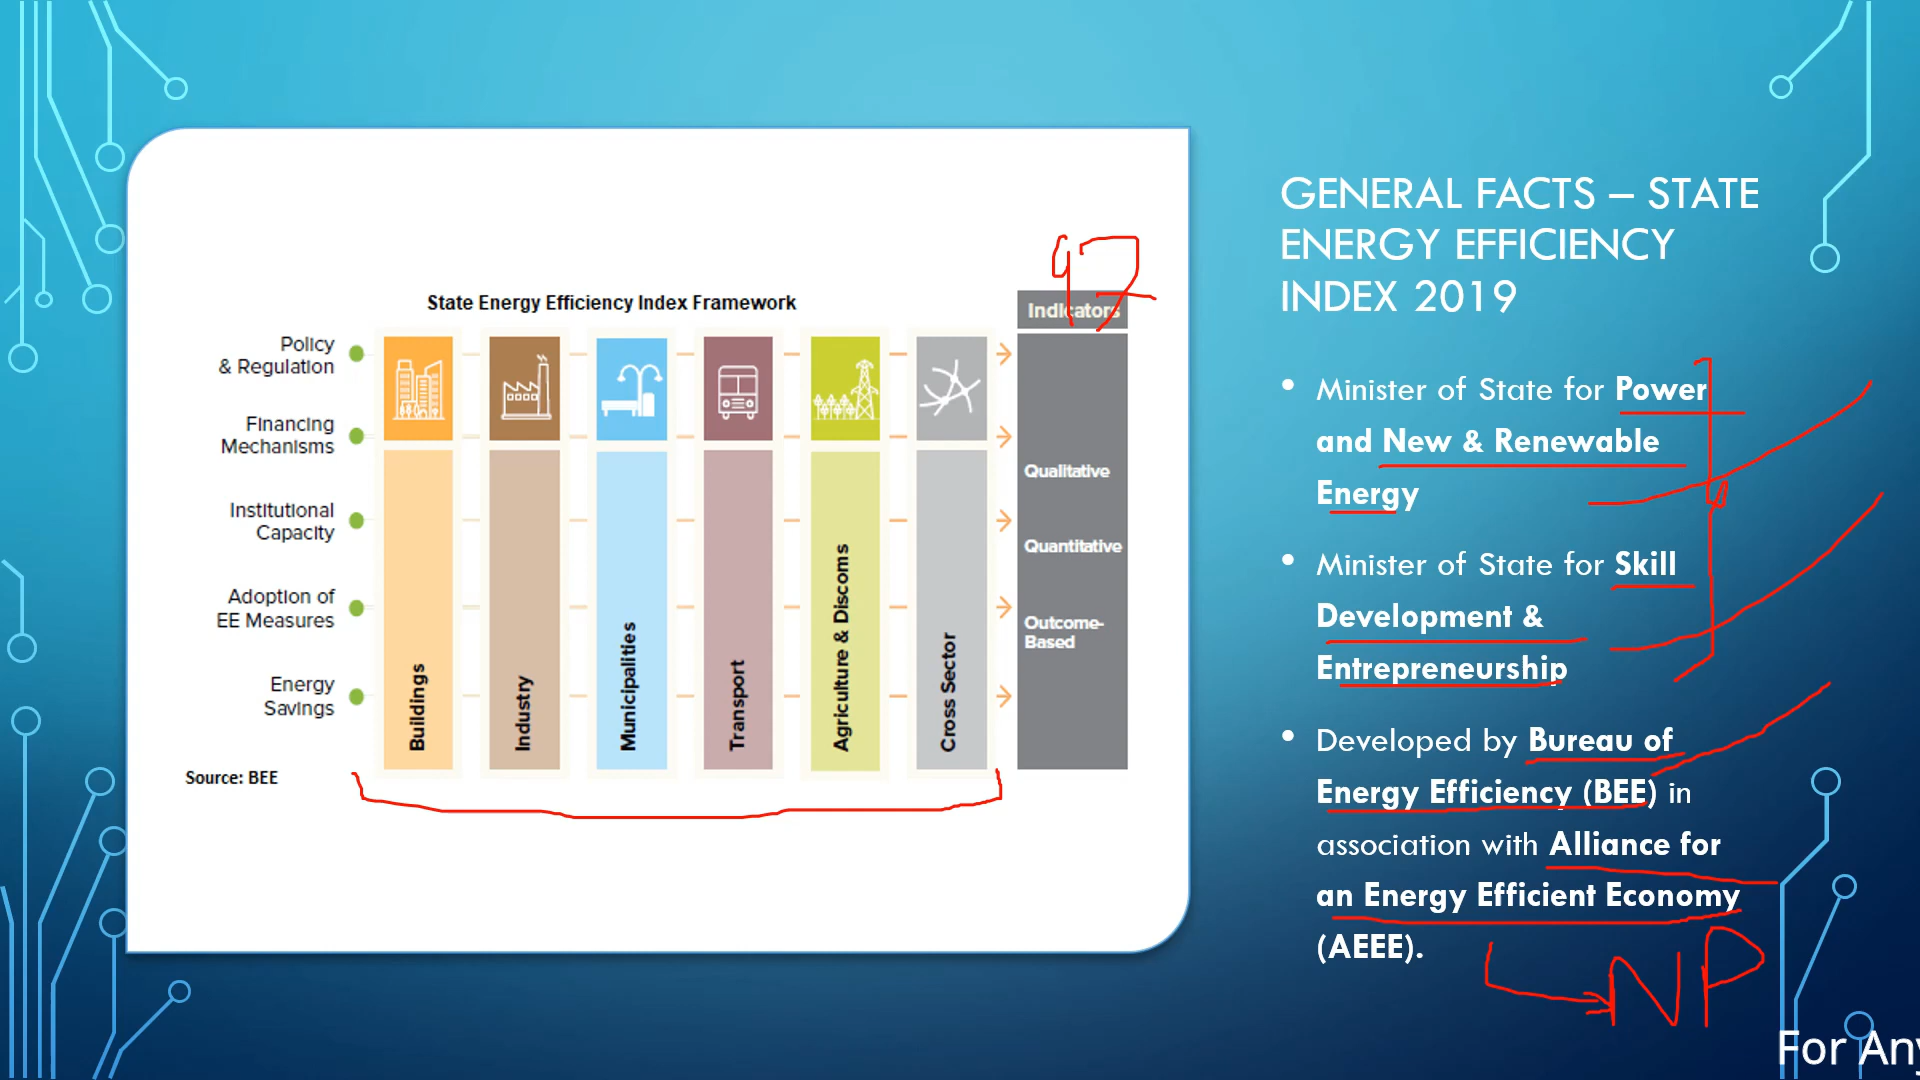 GENERAL FACTS – STATE
ENERGY EFFICIENCY
INDEX 2019
97
State Energy Efficiency Index Framework
Indicators
Policy
& Regulation
Financing
Mechanisms
Institutional
Capacity
Adoption of
EE Measures
Energy
Savings
Buildings
Industry
Municipalities
Transport
Agriculture & Discoms
Cross Sector
Qualitative
Quantitative
Outcome-
Based
Source: BEE
• Minister of State for Power
and New & Renewable
Energy
• Minister of State for Skill
Development &
Entrepreneurship
• Developed by Bureau of
Energy Efficiency (BEE) in
association with Alliance for
an Energy Efficient Economy
(AEEE).
NP
For Any